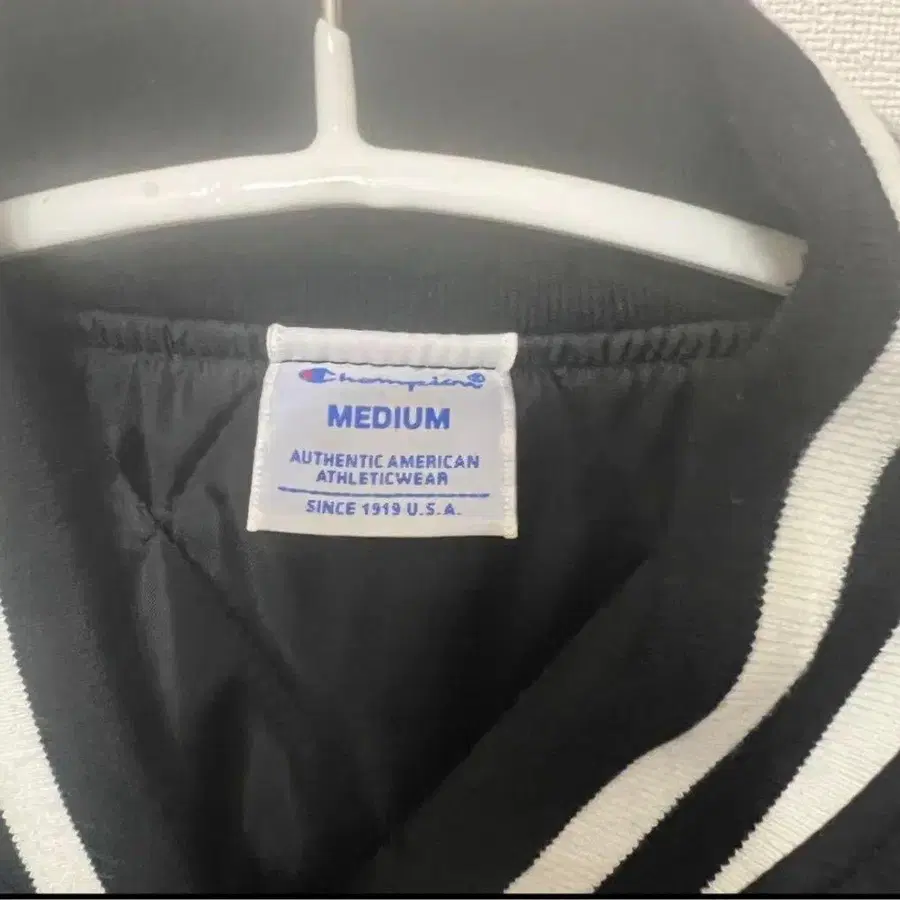 Champion
MEDIUM
AUTHENTIC AMERICAN
ATHLETICWEAR
SINCE 1919 U.S.A.